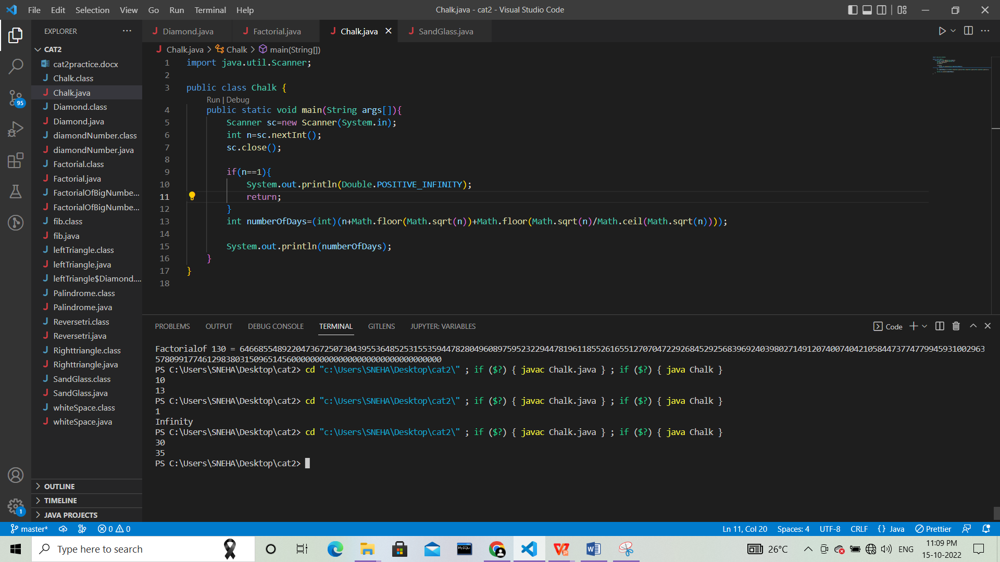 File Edit Selection View Go Run Terminal Help
Chalk.java - cat2 - Visual Studio Code
EXPLORER
CAT2
cat2practice.docx
Chalk.class
Chalk.java
Diamond.class
Diamond.java
diamondNumber.class
diamondNumber.java
Factorial.class
Factorial.java
FactorialOfBigNumbe...
FactorialOfBigNumbe...
fib.class
fib.java
leftTriangle.class
leftTriangle.java
leftTriangle$Diamond....
Palindrome.class
Palindrome.java
Reversetri.class
Reversetri.java
Righttriangle.class
Righttriangle.java
SandGlass.class
SandGlass.java
whiteSpace.class
whiteSpace.java
OUTLINE
TIMELINE
JAVA PROJECTS
95
1
Diamond.java Factorial.java Chalk.java SandGlass.java
Chalk.java > Chalk > main(String[])
1 import java.util.Scanner;
2
3 public class Chalk {
Run | Debug
4 public static void main(String args[]){
5 Scanner sc=new Scanner(System.in);
6 int n=sc.nextInt();
7 sc.close();
8
9 if(n==1){
10 System.out.println(Double.POSITIVE_INFINITY);
11 return;
12 }
13 int numberOfDays=(int)(n+Math.floor(Math.sqrt(n))+Math.floor(Math.sqrt(n)/Math.ceil(Math.sqrt(n))));
14
15 System.out.println(numberOfDays);
16 }
17 }
18
PROBLEMS OUTPUT DEBUG CONSOLE TERMINAL GITLENS JUPYTER: VARIABLES
Code
Factorialof 130 =
PS C:\Users\SNEHA\Desktop\cat2> cd "c:\Users\SNEHA\Desktop\cat2\" ; if ($?) { javac Chalk.java } ; if ($?) { java Chalk }
10
13
PS C:\Users\SNEHA\Desktop\cat2> cd "c:\Users\SNEHA\Desktop\cat2\" ; if ($?) { javac Chalk.java } ; if ($?) { java Chalk }
1
Infinity
PS C:\Users\SNEHA\Desktop\cat2> cd "c:\Users\SNEHA\Desktop\cat2\" ; if ($?) { javac Chalk.java } ; if ($?) { java Chalk }
30
35
PS C:\Users\SNEHA\Desktop\cat2>
master* 0 0
Ln 11, Col 20 Spaces: 4 UTF-8 CRLF {} Java Prettier
Type here to search
26°C
ENG
11:09 PM
15-10-2022